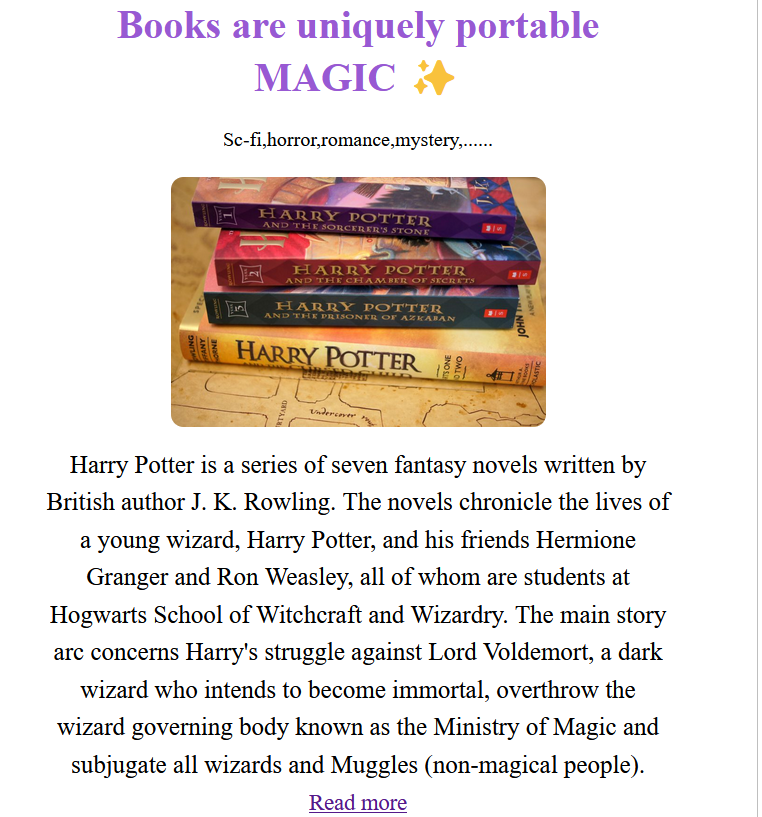 Books are uniquely portable
MAGIC ✨
Sc-fi,horror,romance,mystery,......
J. K.
1
HARRY POTTER
AND THE SORCERER'S STONE
2
HARRY POTTER
AND THE CHAMBER OF SECRETS
3
HARRY POTTER
AND THE PRISONER OF AZKABAN
HARRY POTTER
Undercover
Harry Potter is a series of seven fantasy novels written by
British author J. K. Rowling. The novels chronicle the lives of
a young wizard, Harry Potter, and his friends Hermione
Granger and Ron Weasley, all of whom are students at
Hogwarts School of Witchcraft and Wizardry. The main story
arc concerns Harry's struggle against Lord Voldemort, a dark
wizard who intends to become immortal, overthrow the
wizard governing body known as the Ministry of Magic and
subjugate all wizards and Muggles (non-magical people).
Read more